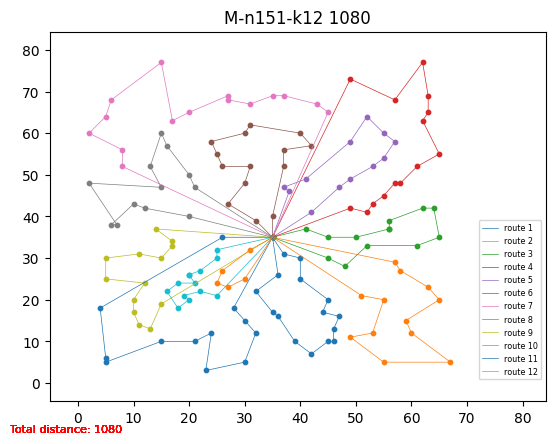 M-n151-k12 1080
80
70
60
50
40
30
20
10
0
0 10 20 30 40 50 60 70 80
route 1
route 2
route 3
route 4
route 5
route 6
route 7
route 8
route 9
route 10
route 11
route 12
Total distance: 1080